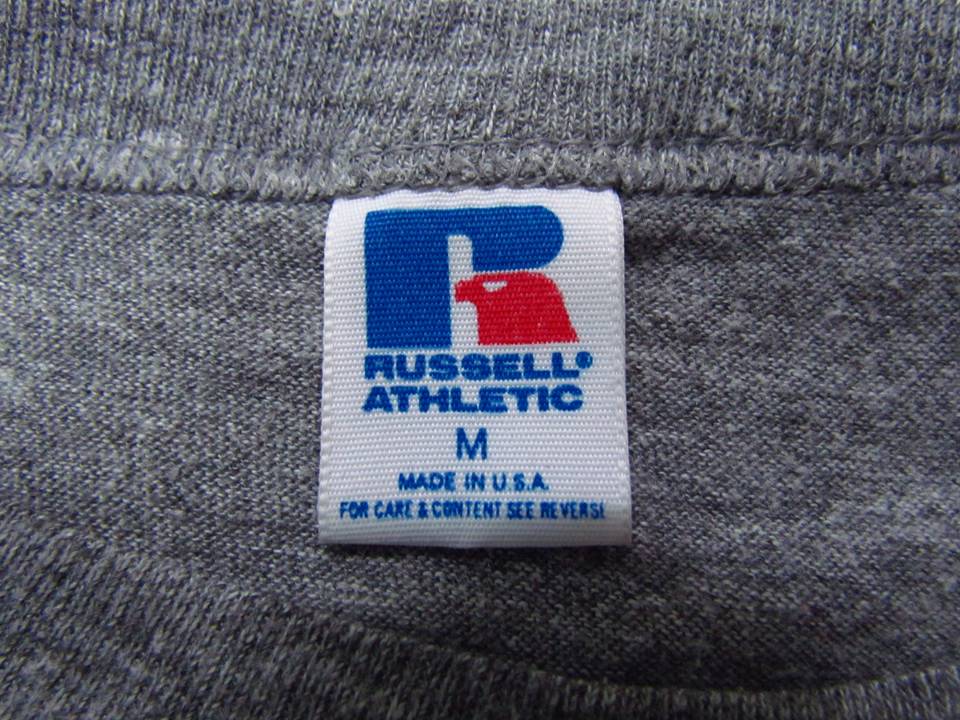 R
RUSSELL®
ATHLETIC
M
MADE IN U.S.A.
FOR CARE & CONTENT SEE REVERSE